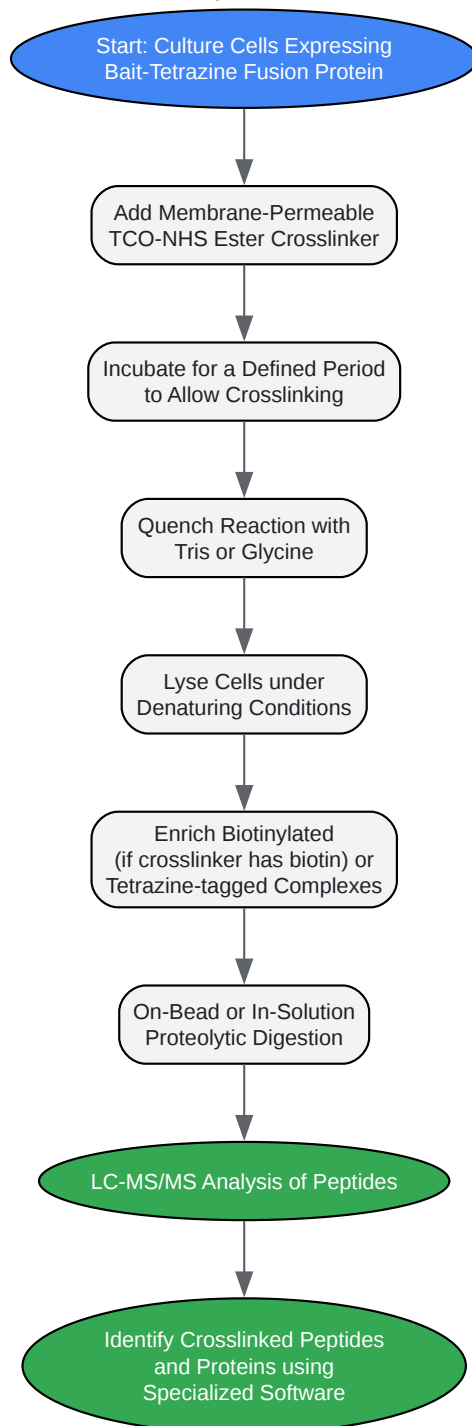 Start: Culture Cells Expressing
Bait-Tetrazine Fusion Protein
Add Membrane-Permeable
TCO-NHS Ester Crosslinker
Incubate for a Defined Period
to Allow Crosslinking
Quench Reaction with
Tris or Glycine
Lyse Cells under
Denaturing Conditions
Enrich Biotinylated
(if crosslinker has biotin) or
Tetrazine-tagged Complexes
On-Bead or In-Solution
Proteolytic Digestion
LC-MS/MS Analysis of Peptides
Identify Crosslinked Peptides
and Proteins using
Specialized Software